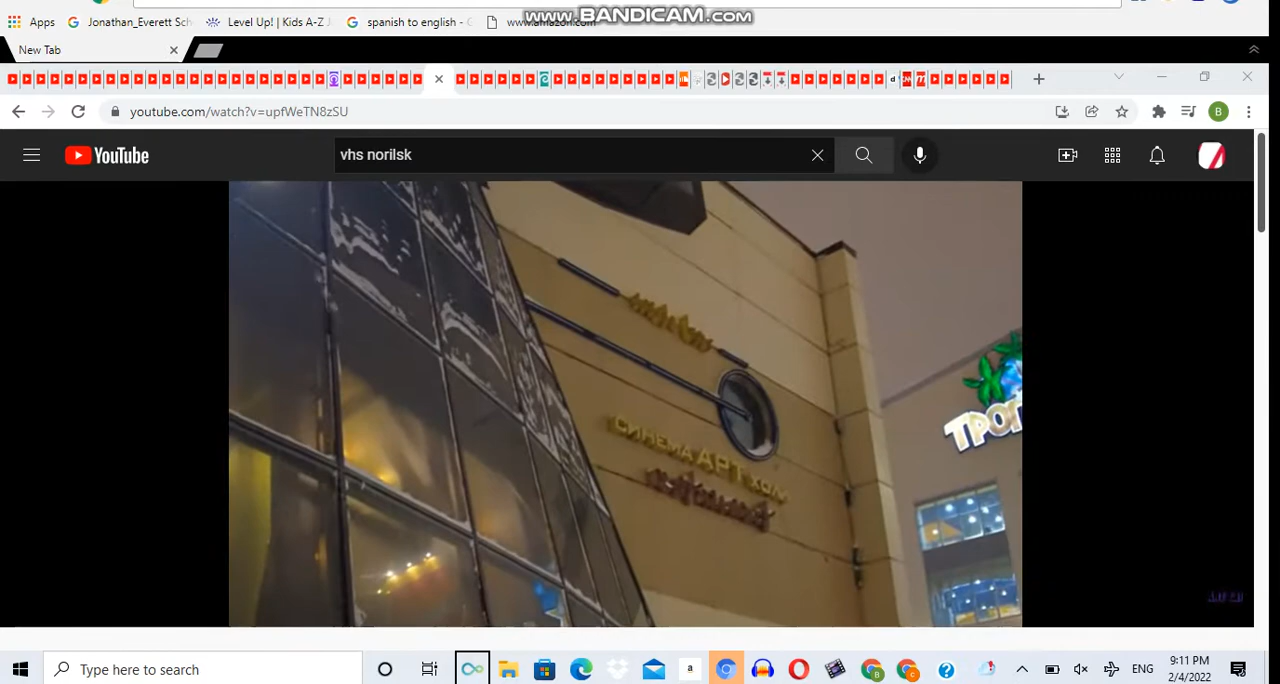 www.BANDICAM.com
Apps
Jonathan_Everett Sch
Level Up! | Kids A-Z
spanish to english - G
New Tab
youtube.com/watch?v=upfWeTN8zSU
YouTube
vhs norilsk
СИНЕМА АРТ ХОЛЛ
ТРОП
Type here to search
ENG
9:11 PM
2/4/2022